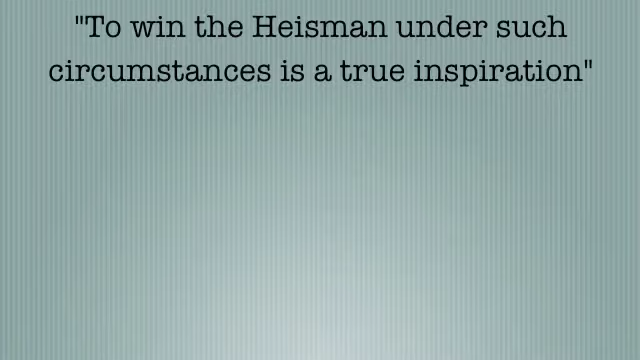 "To win the Heisman under such
circumstances is a true inspiration"